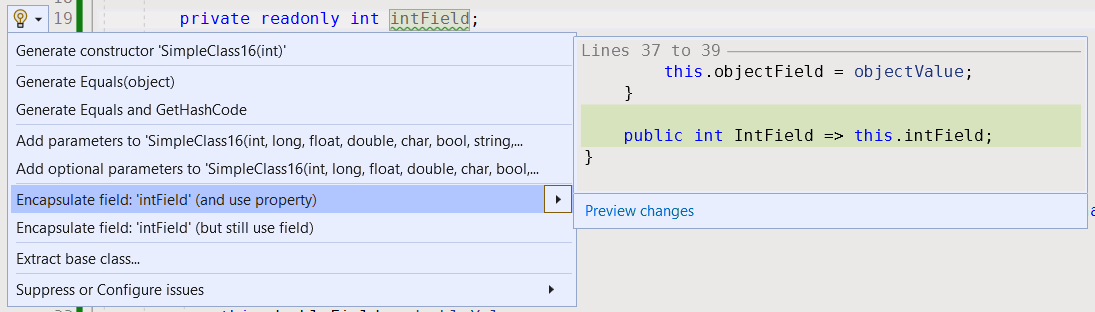 19 private readonly int intField;
Generate constructor 'SimpleClass16(int)'
Generate Equals(object)
Generate Equals and GetHashCode
Add parameters to 'SimpleClass16(int, long, float, double, char, bool, string,...
Add optional parameters to 'SimpleClass16(int, long, float, double, char, bool,...
Encapsulate field: 'intField' (and use property)
Encapsulate field: 'intField' (but still use field)
Extract base class...
Suppress or Configure issues
Lines 37 to 39
this.objectField = objectValue;
}
public int IntField => this.intField;
}
Preview changes